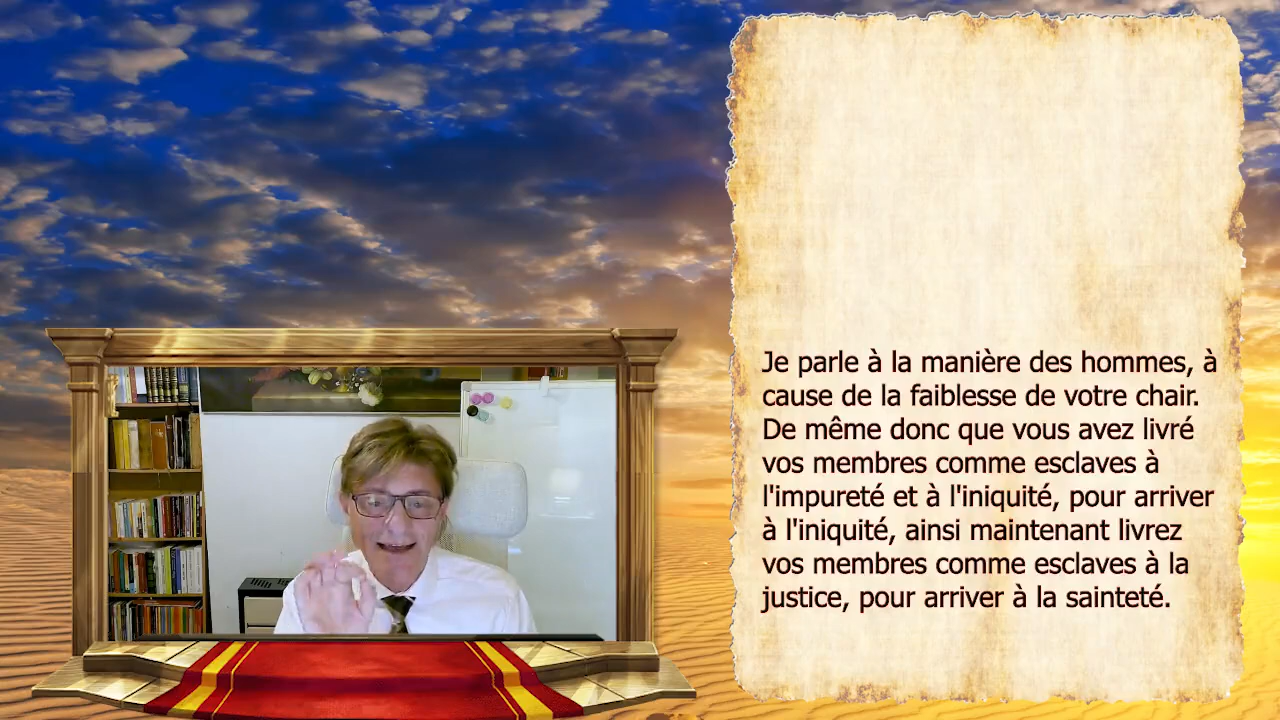 Je parle à la manière des hommes, à
cause de la faiblesse de votre chair.
De même donc que vous avez livré
vos membres comme esclaves à
l'impureté et à l'iniquité, pour arriver
à l'iniquité, ainsi maintenant livrez
vos membres comme esclaves à la
justice, pour arriver à la sainteté.